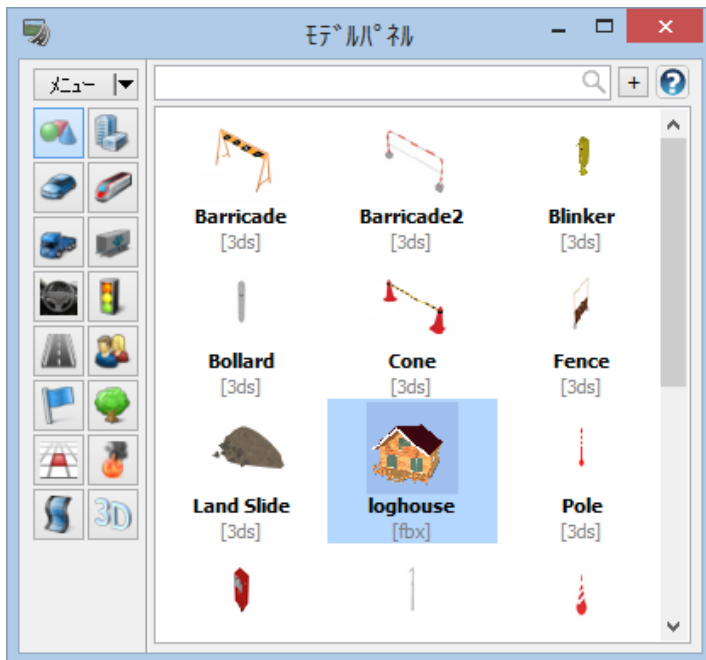 ﾓﾃﾞﾙﾊﾟﾈﾙ
ﾒﾆｭｰ
+
?
Barricade
Barricade2
Blinker
[3ds]
[3ds]
[3ds]
Bollard
Cone
Fence
[3ds]
[3ds]
[3ds]
Land Slide
loghouse
Pole
[3ds]
[fbx]
[3ds]
3D